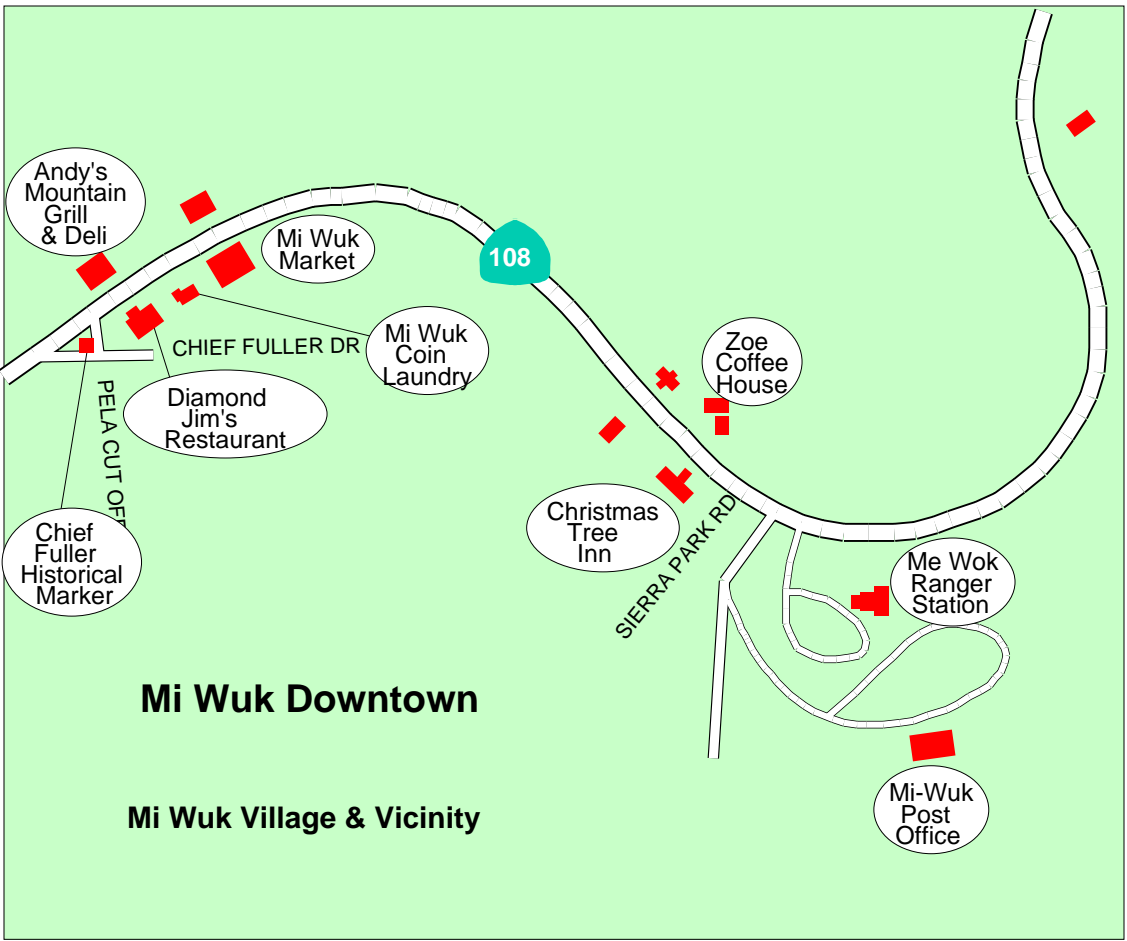 Andy's
Mountain
Grill
& Deli
Mi Wuk
Market
108
CHIEF FULLER DR
Mi Wuk
Coin
Laundry
Zoe
Coffee
House
Diamond
Jim's
Restaurant
PELA CUT OFF
Chief
Fuller
Historical
Marker
Christmas
Tree
Inn
SIERRA PARK RD
Me Wok
Ranger
Station
Mi Wuk Downtown
Mi-Wuk
Post
Office
Mi Wuk Village & Vicinity